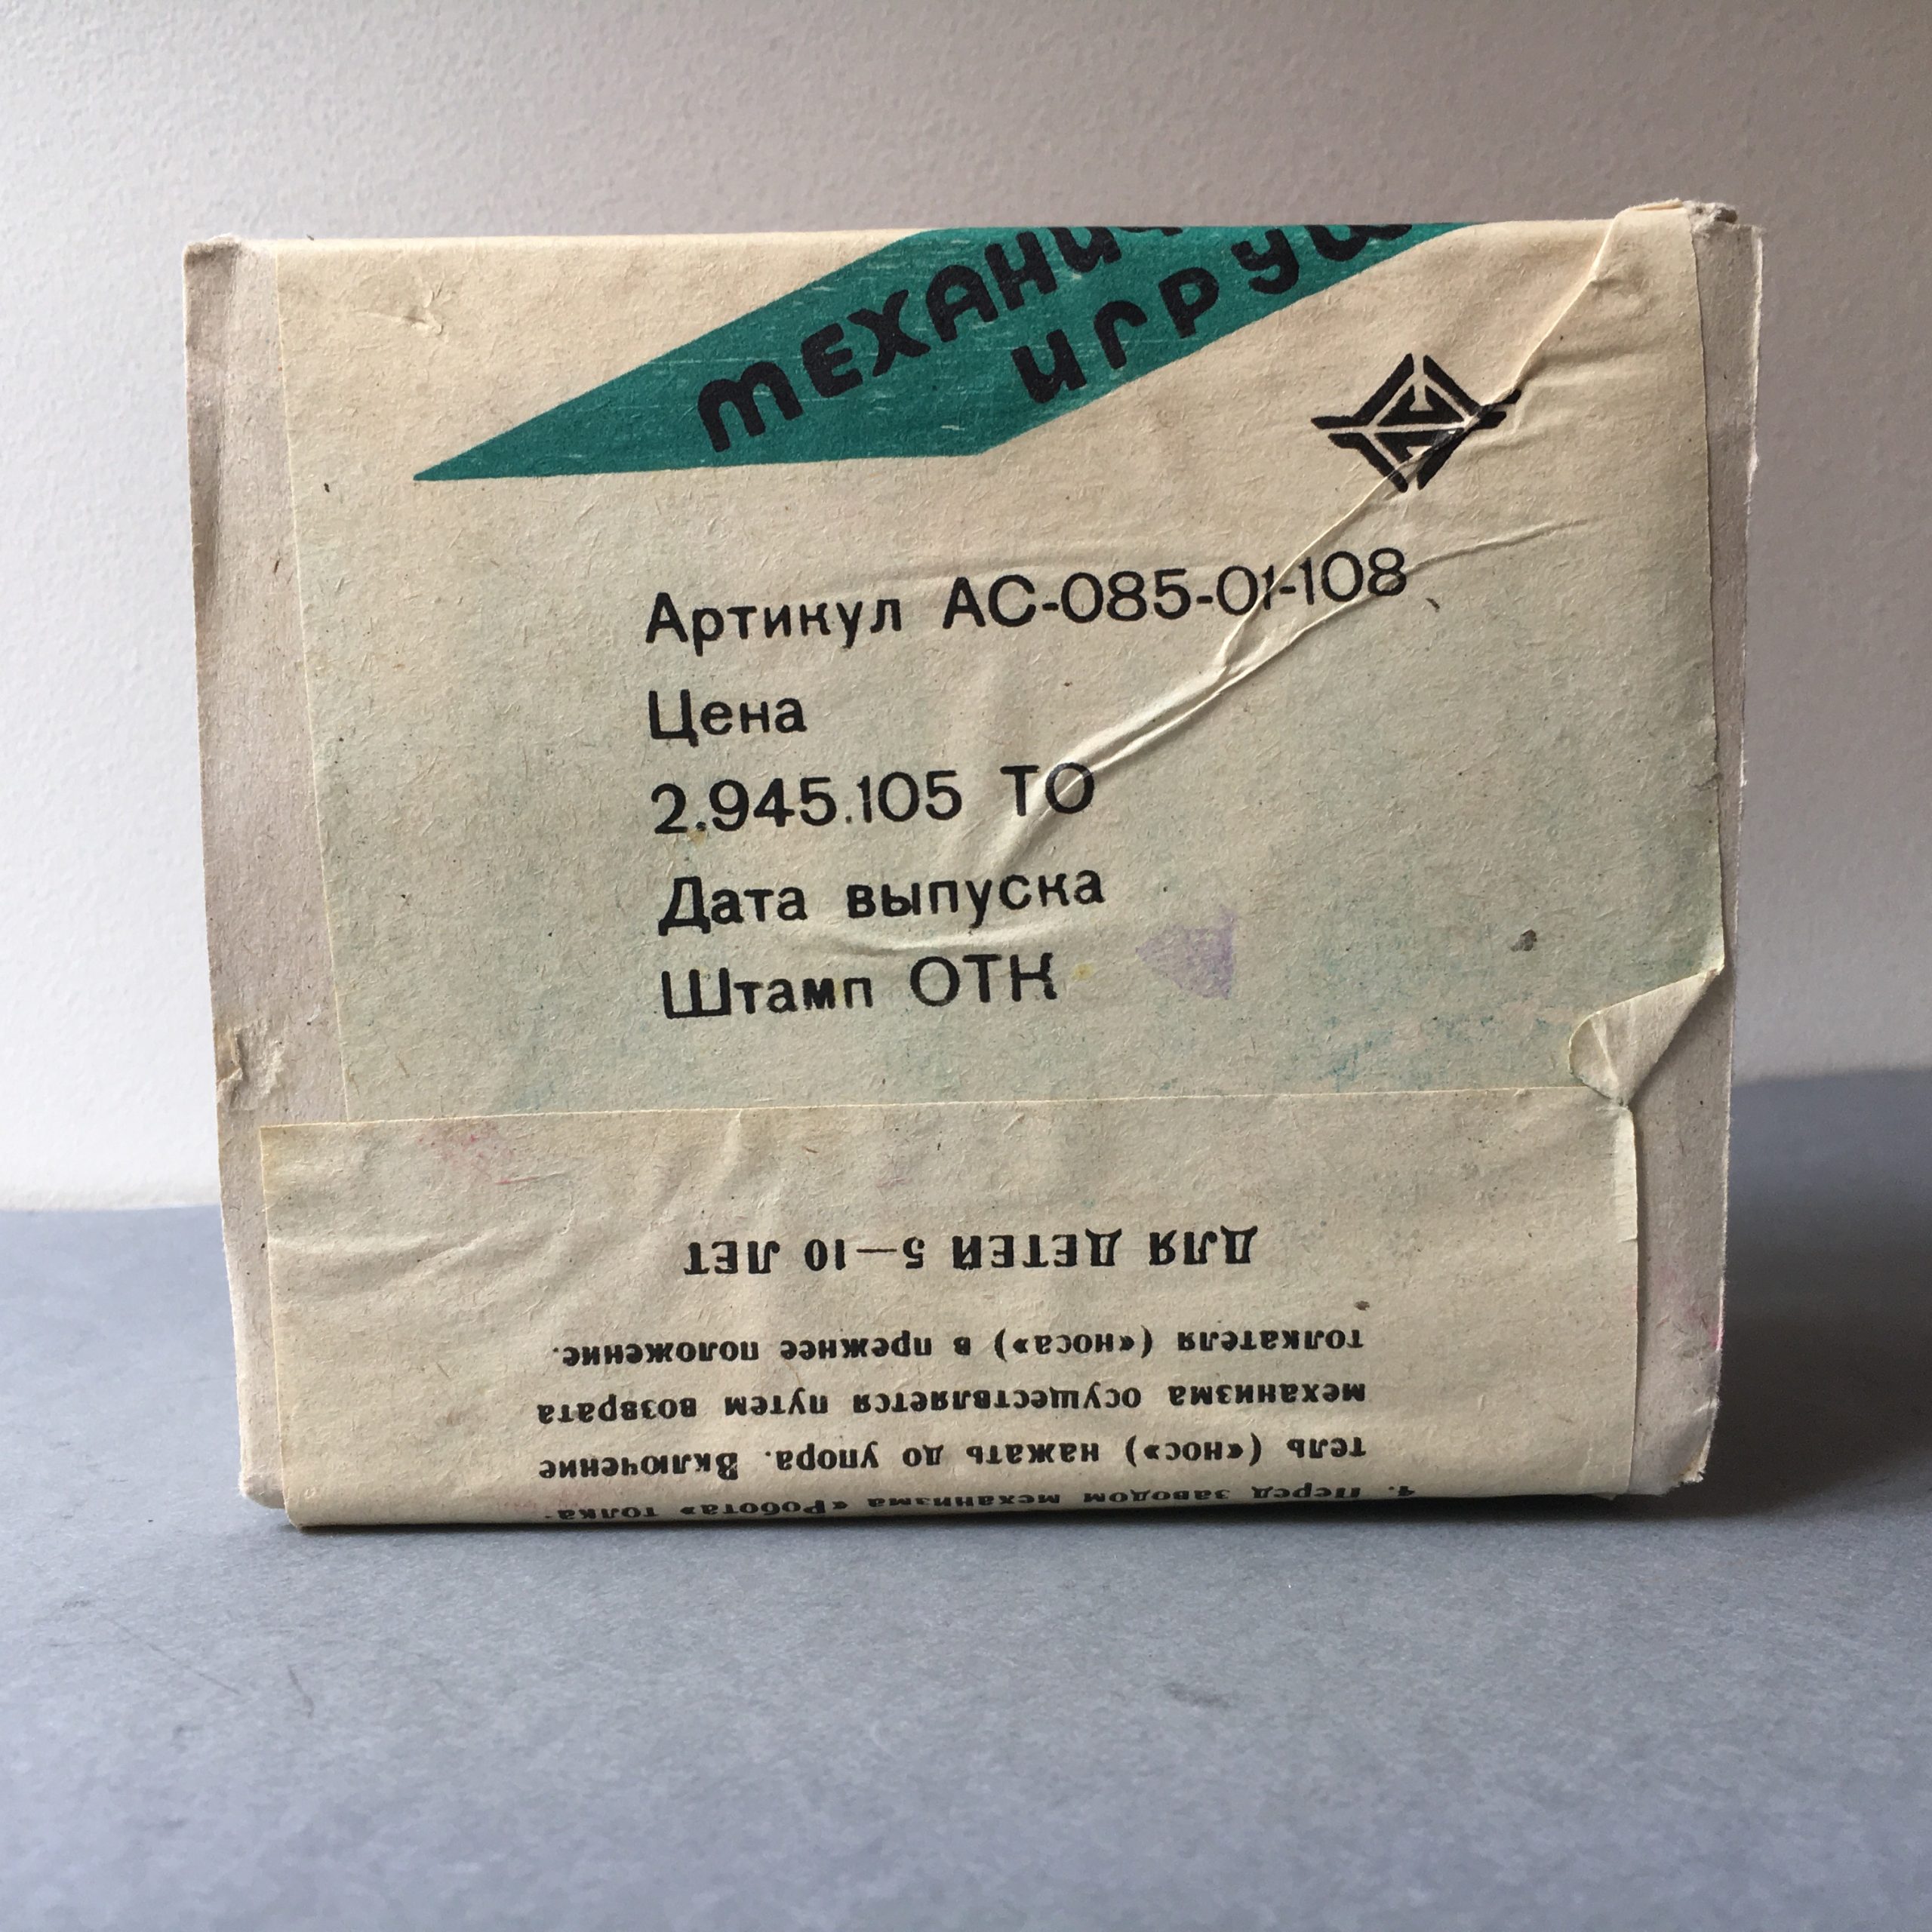 МЕХАНИ
ИГРУШ
Артикул АС-085-01-108
Цена
2.945.105 ТО
Дата выпуска
Штамп ОТК
4. Перед заводом механизма «Робота» толка-
тель («нос») нажать до упора. Включение
механизма осуществляется путем возврата
толкателя («носа») в прежнее положение.
ДЛЯ ДЕТЕЙ 5—10 ЛЕТ